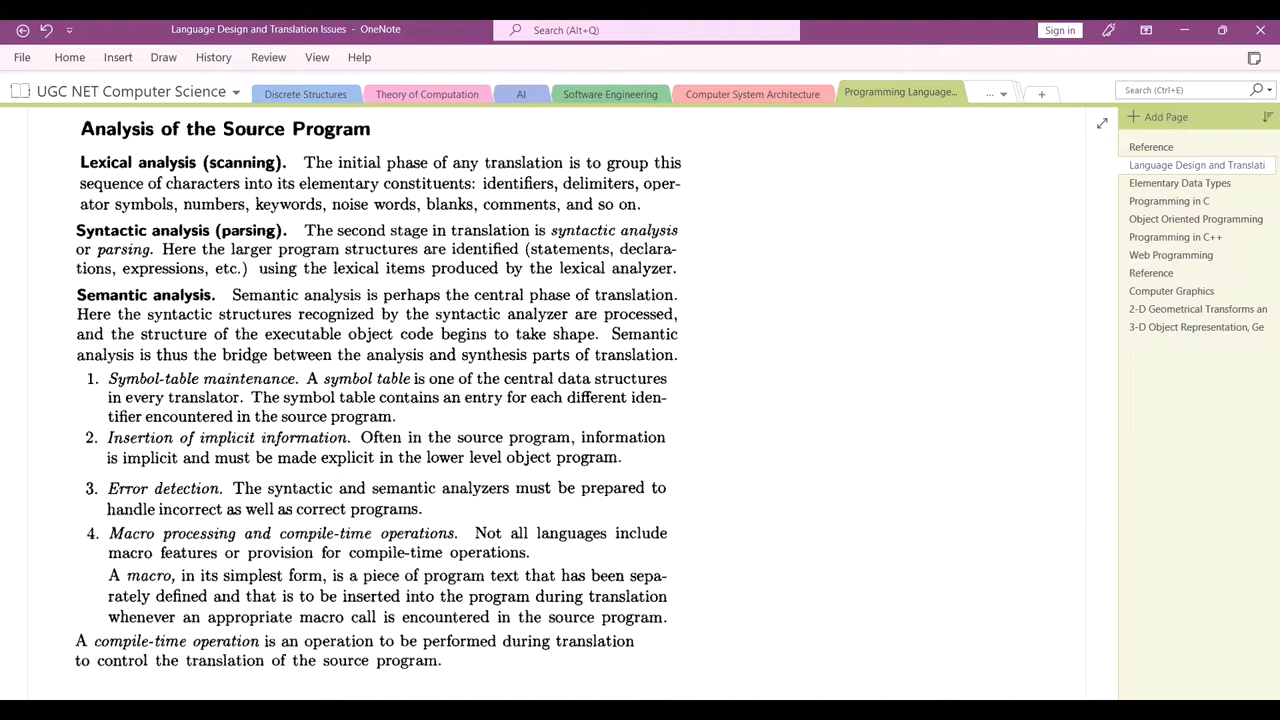 Language Design and Translation Issues - OneNote
Search (Alt+Q)
Sign in
File Home Insert Draw History Review View Help
UGC NET Computer Science
Discrete Structures
Theory of Computation
AI
Software Engineering
Computer System Architecture
Programming Language...
...
Search (Ctrl+E)
Analysis of the Source Program
Lexical analysis (scanning). The initial phase of any translation is to group this
sequence of characters into its elementary constituents: identifiers, delimiters, oper-
ator symbols, numbers, keywords, noise words, blanks, comments, and so on.
Syntactic analysis (parsing). The second stage in translation is syntactic analysis
or parsing. Here the larger program structures are identified (statements, declara-
tions, expressions, etc.) using the lexical items produced by the lexical analyzer.
Semantic analysis. Semantic analysis is perhaps the central phase of translation.
Here the syntactic structures recognized by the syntactic analyzer are processed,
and the structure of the executable object code begins to take shape. Semantic
analysis is thus the bridge between the analysis and synthesis parts of translation.
1. Symbol-table maintenance. A symbol table is one of the central data structures
in every translator. The symbol table contains an entry for each different iden-
tifier encountered in the source program.
2. Insertion of implicit information. Often in the source program, information
is implicit and must be made explicit in the lower level object program.
3. Error detection. The syntactic and semantic analyzers must be prepared to
handle incorrect as well as correct programs.
4. Macro processing and compile-time operations. Not all languages include
macro features or provision for compile-time operations.
A macro, in its simplest form, is a piece of program text that has been sepa-
rately defined and that is to be inserted into the program during translation
whenever an appropriate macro call is encountered in the source program.
A compile-time operation is an operation to be performed during translation
to control the translation of the source program.
Add Page
Reference
Language Design and Translati
Elementary Data Types
Programming in C
Object Oriented Programming
Programming in C++
Web Programming
Reference
Computer Graphics
2-D Geometrical Transforms an
3-D Object Representation, Ge